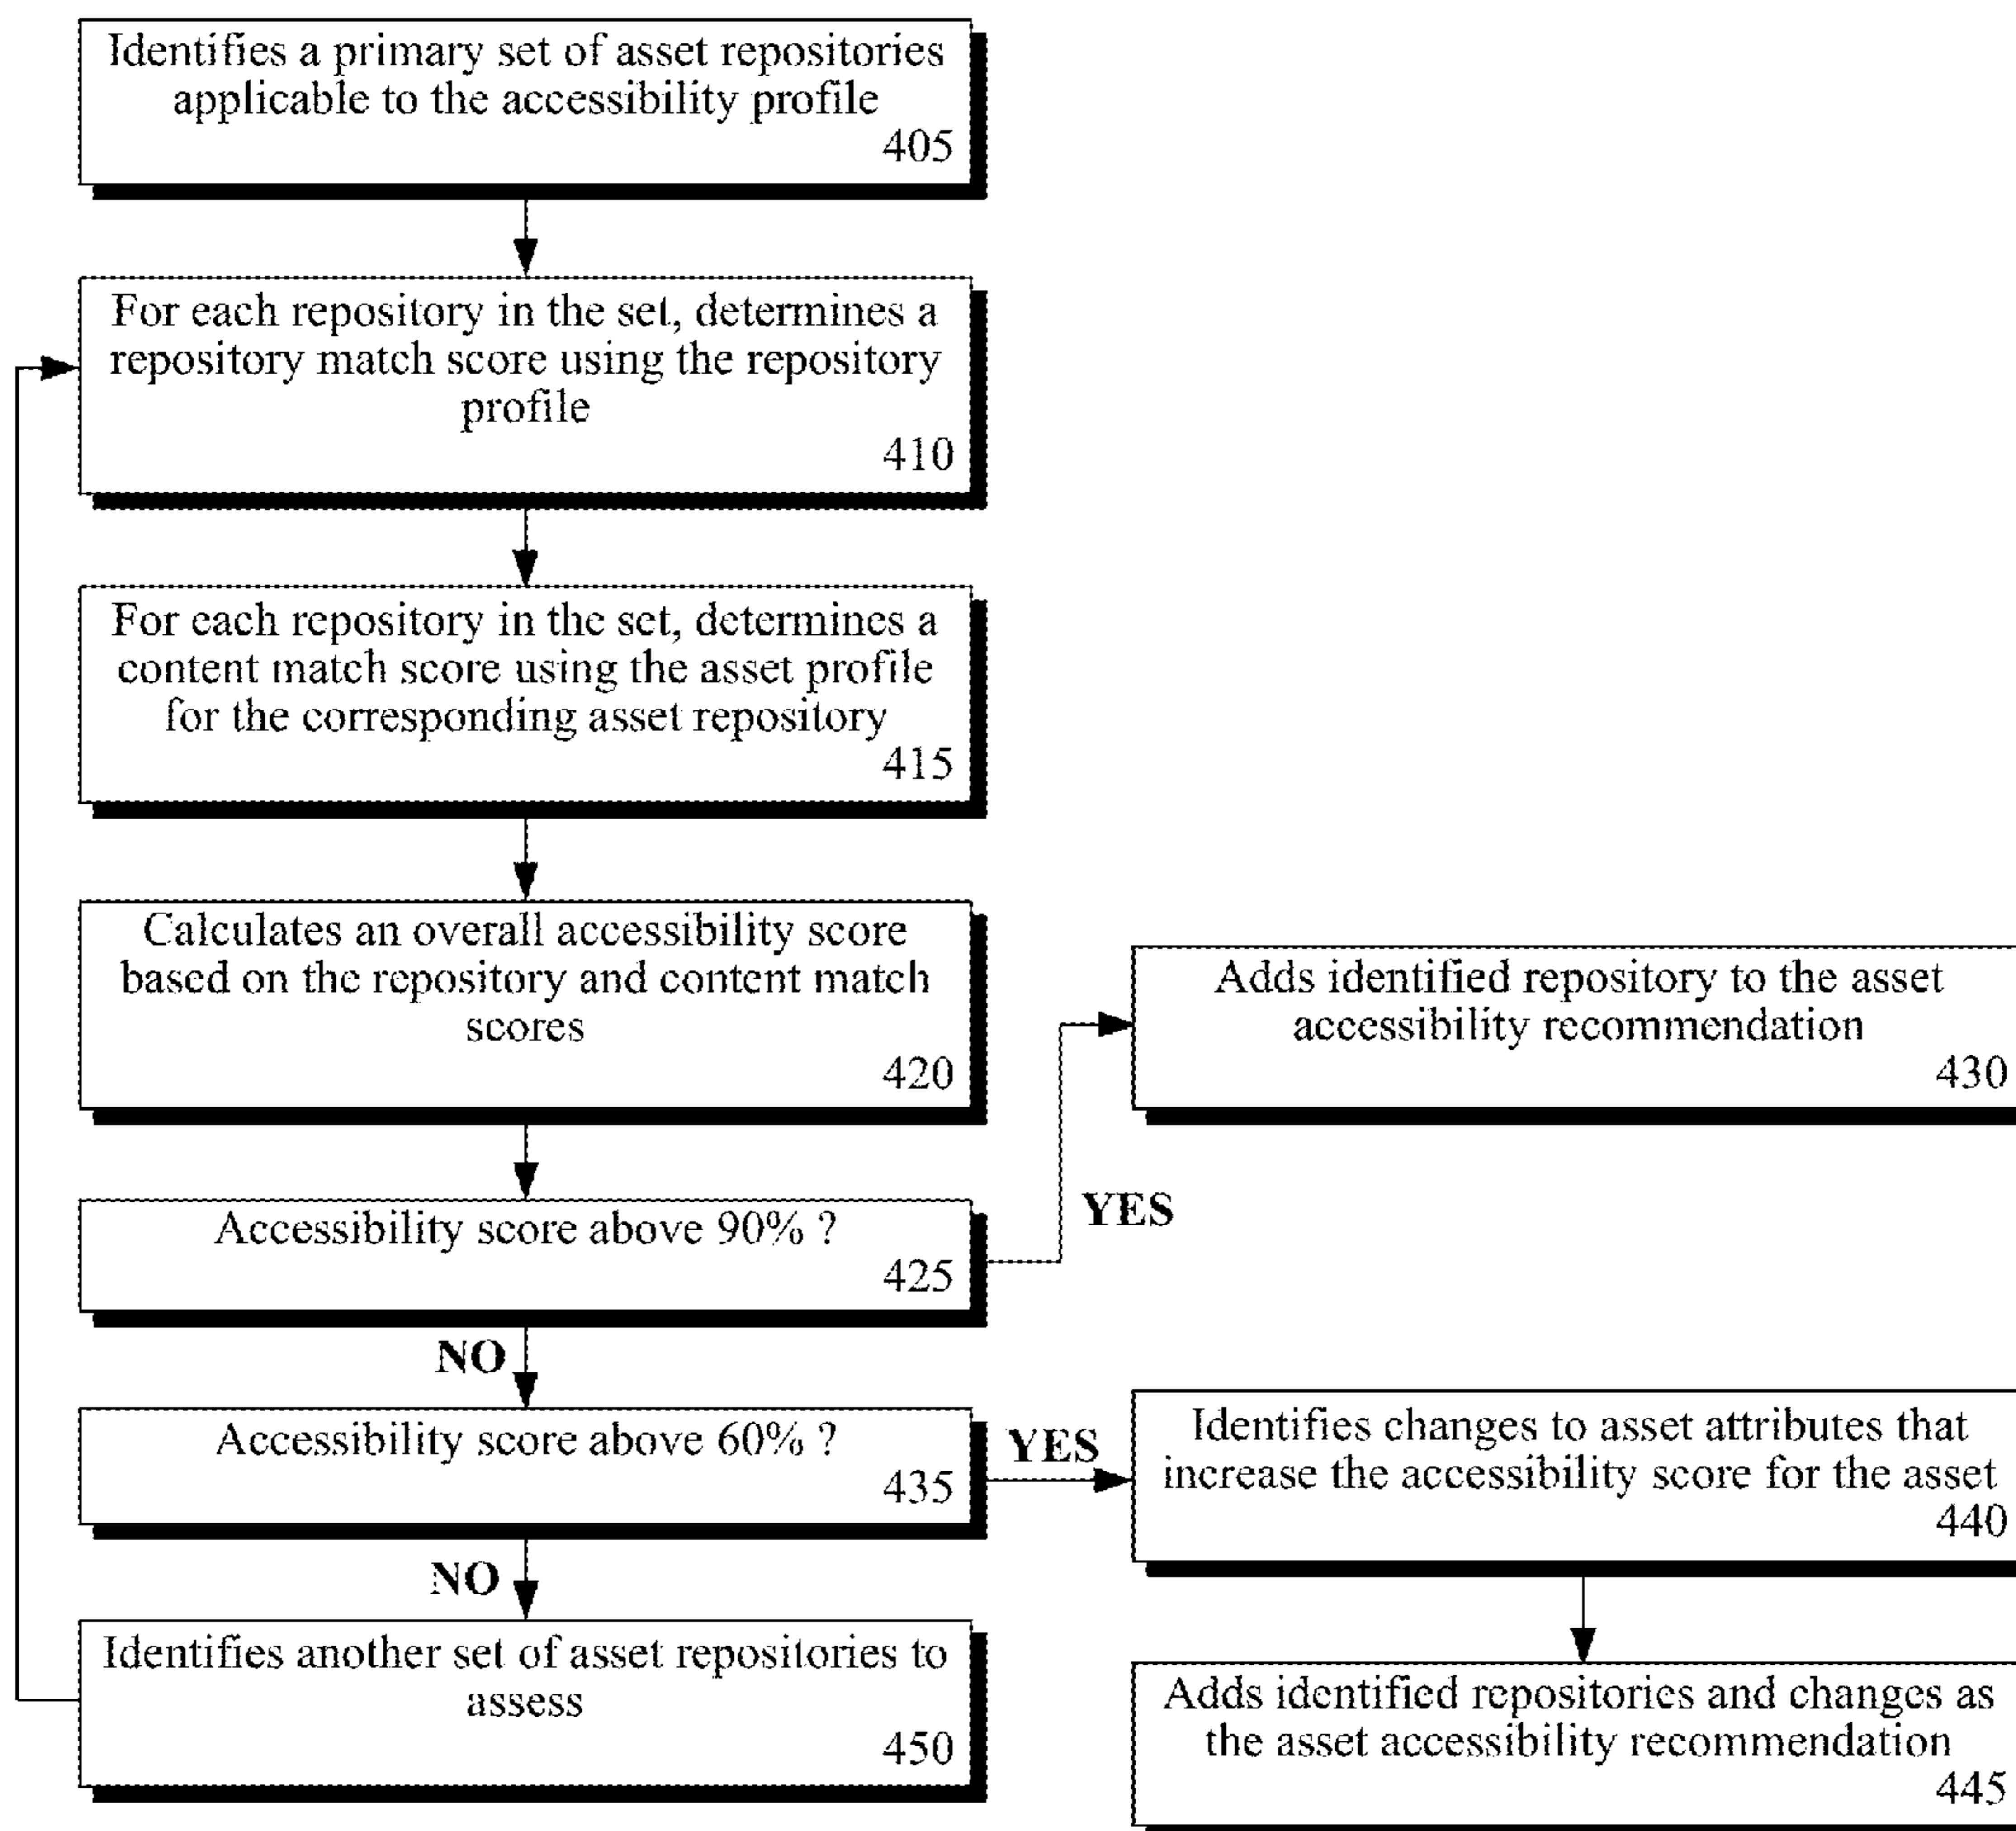 Identifies a primary set of asset repositories
applicable to the accessibility profile
405
For each repository in the set, determines a
repository match score using the repository
profile
410
For each repository in the set, determines a
content match score using the asset profile
for the corresponding asset repository
415
Calculates an overall accessibility score
based on the repository and content match
scores
420
Adds identified repository to the asset
accessibility recommendation
430
YES
Accessibility score above 90% ?
425
NO
Accessibility score above 60% ?
435
YES
Identifies changes to asset attributes that
increase the accessibility score for the asset
440
NO
Identifies another set of asset repositories to
assess
450
Adds identified repositories and changes as
the asset accessibility recommendation
445